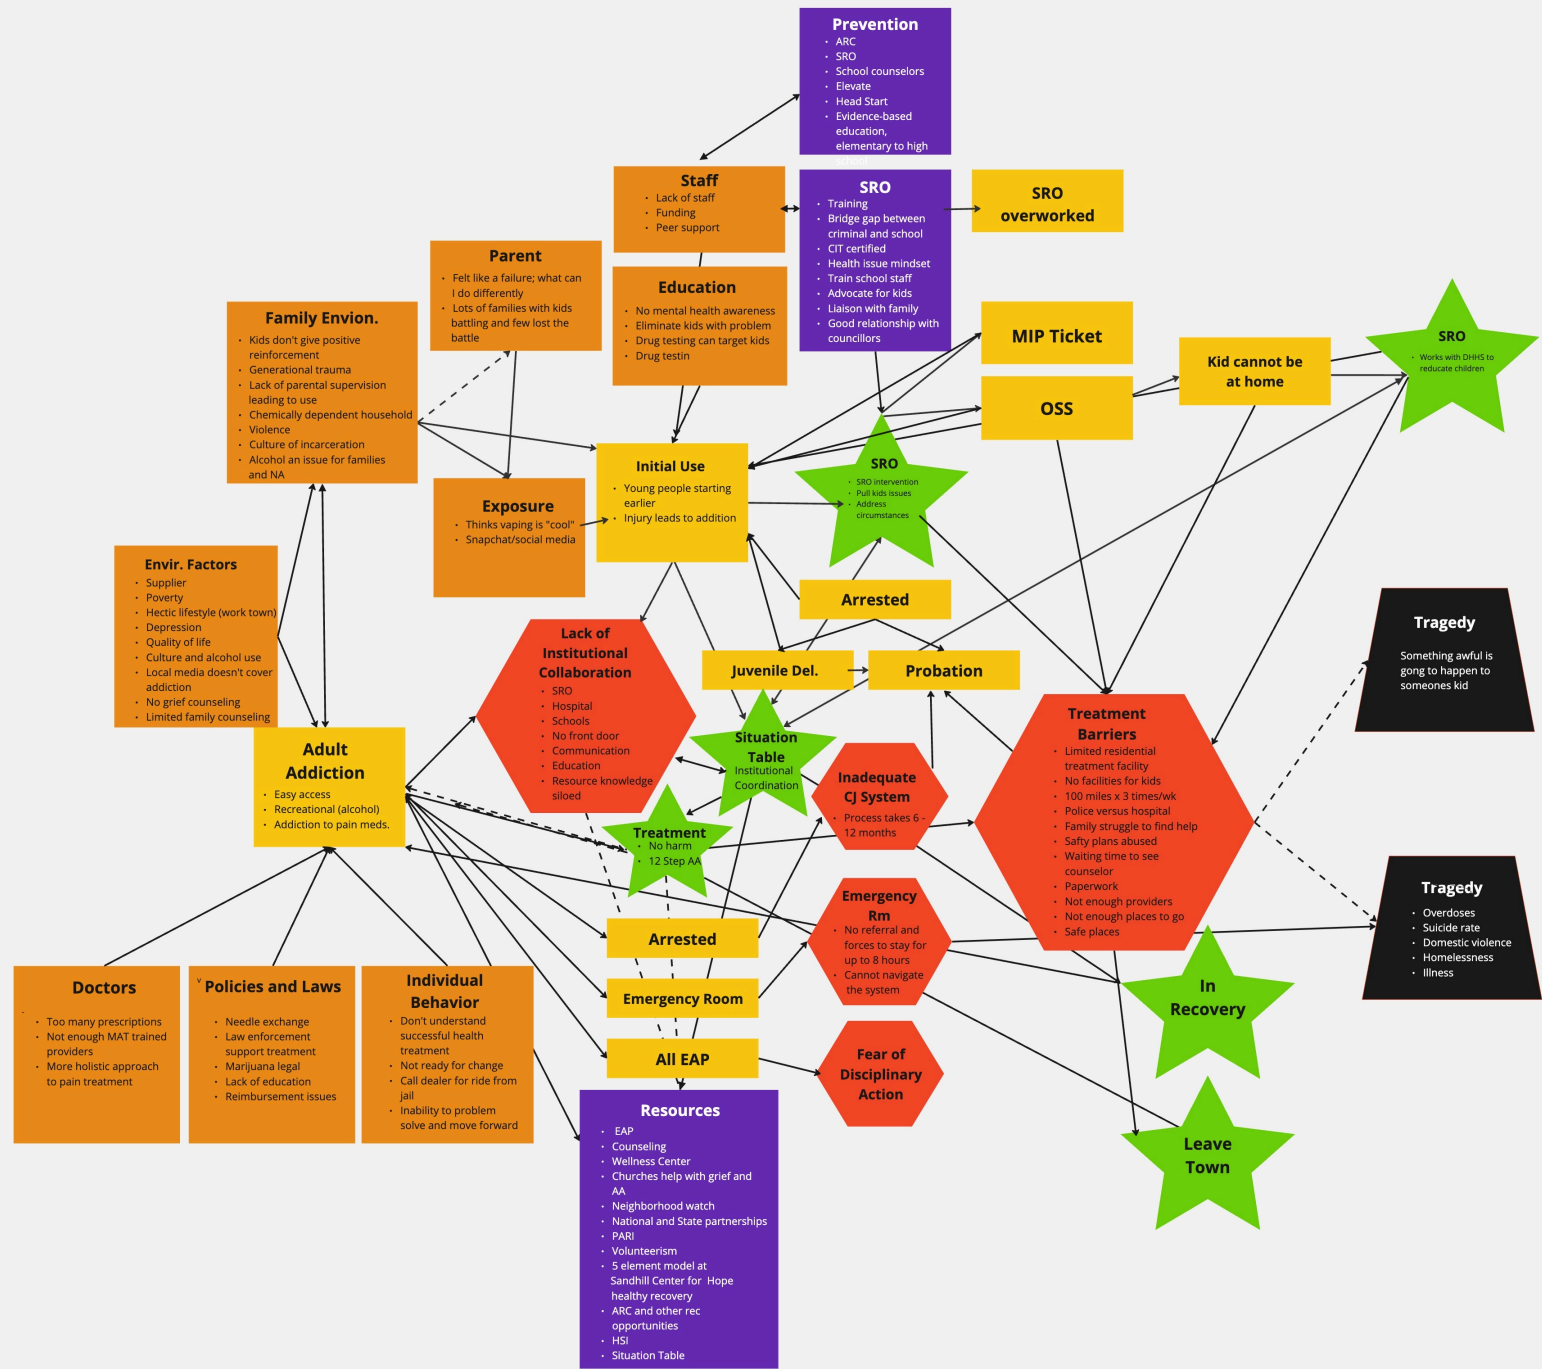 Prevention
• ARC
• SRO
• School counselors
• Elevate
• Head Start
• Evidence-based
education,
elementary to high
school
Staff
• Lack of staff
• Funding
• Peer support
SRO
• Training
• Bridge gap between
criminal and school
• CIT certified
• Health issue mindset
• Train school staff
• Advocate for kids
• Liaison with family
• Good relationship with
councillors
SRO
overworked
Parent
• Felt like a failure; what can
I do differently
• Lots of families with kids
battling and few lost the
battle
Education
• No mental health awareness
• Eliminate kids with problem
• Drug testing can target kids
• Drug testin
Family Envion.
• Kids don't give positive
reinforcement
• Generational trauma
• Lack of parental supervision
leading to use
• Chemically dependent household
• Violence
• Culture of incarceration
• Alcohol an issue for families
and NA
MIP Ticket
OSS
Kid cannot be
at home
SRO
• Works with DHHS to
reducate children
Initial Use
• Young people starting
earlier
• Injury leads to addition
SRO
• SRO intervention
• Pull kids issues
• Address
circumstances
Exposure
• Thinks vaping is "cool"
• Snapchat/social media
Envir. Factors
• Supplier
• Poverty
• Hectic lifestyle (work town)
• Depression
• Quality of life
• Culture and alcohol use
• Local media doesn't cover
addiction
• No grief counseling
• Limited family counseling
Arrested
Juvenile Del.
Probation
Lack of
Institutional
Collaboration
• SRO
• Hospital
• Schools
• No front door
• Communication
• Education
• Resource knowledge
siloed
Tragedy
Something awful is
gong to happen to
someones kid
Adult
Addiction
• Easy access
• Recreational (alcohol)
• Addiction to pain meds.
Situation
Table
Institutional
Coordination
Inadequate
CJ System
• Process takes 6 -
12 months
Treatment
Barriers
• Limited residential
treatment facility
• No facilities for kids
• 100 miles x 3 times/wk
• Police versus hospital
• Family struggle to find help
• Safty plans abused
• Waiting time to see
counselor
• Paperwork
• Not enough providers
• Not enough places to go
• Safe places
Treatment
• No harm
• 12 Step AA
Tragedy
• Overdoses
• Suicide rate
• Domestic violence
• Homelessness
• Illness
Arrested
Emergency
Rm
• No referral and
forces to stay for
up to 8 hours
• Cannot navigate
the system
Emergency Room
In
Recovery
All EAP
Fear of
Disciplinary
Action
Leave
Town
Doctors
• Too many prescriptions
• Not enough MAT trained
providers
• More holistic approach
to pain treatment
v Policies and Laws
• Needle exchange
• Law enforcement
support treatment
• Marijuana legal
• Lack of education
• Reimbursement issues
Individual
Behavior
• Don't understand
successful health
treatment
• Not ready for change
• Call dealer for ride from
jail
• Inability to problem
solve and move forward
Resources
• EAP
• Counseling
• Wellness Center
• Churches help with grief and
AA
• Neighborhood watch
• National and State partnerships
• PARI
• Volunteerism
• 5 element model at
Sandhill Center for Hope
healthy recovery
• ARC and other rec
opportunities
• HSI
• Situation Table